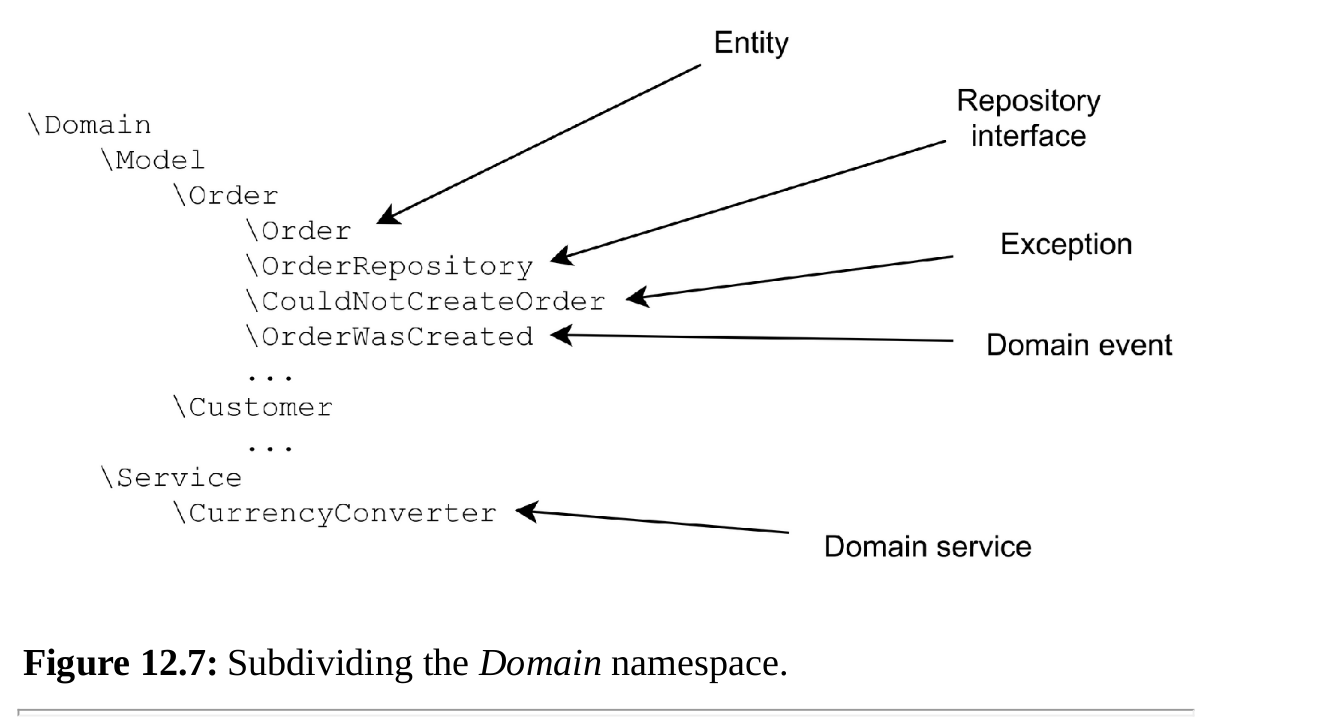 Entity
Repository
interface
\Domain
\Model
\Order
\Order
\OrderRepository
Exception
\CouldNotCreateOrder
\OrderWasCreated
Domain event
...
\Customer
...
\Service
\CurrencyConverter
Domain service
Figure 12.7: Subdividing the Domain namespace.